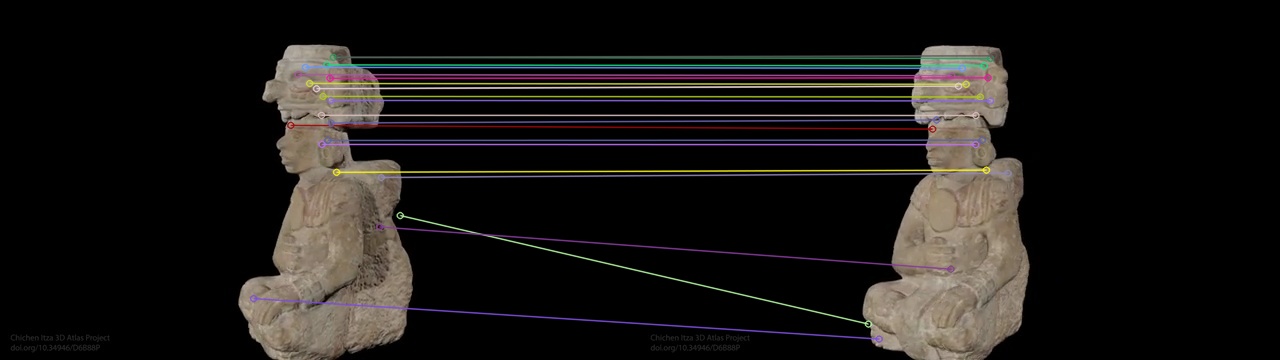 Chichen Itza 3D Atlas Project
doi.org/10.34946/D6B88P
Chichen Itza 3D Atlas Project
doi.org/10.34946/D6B88P